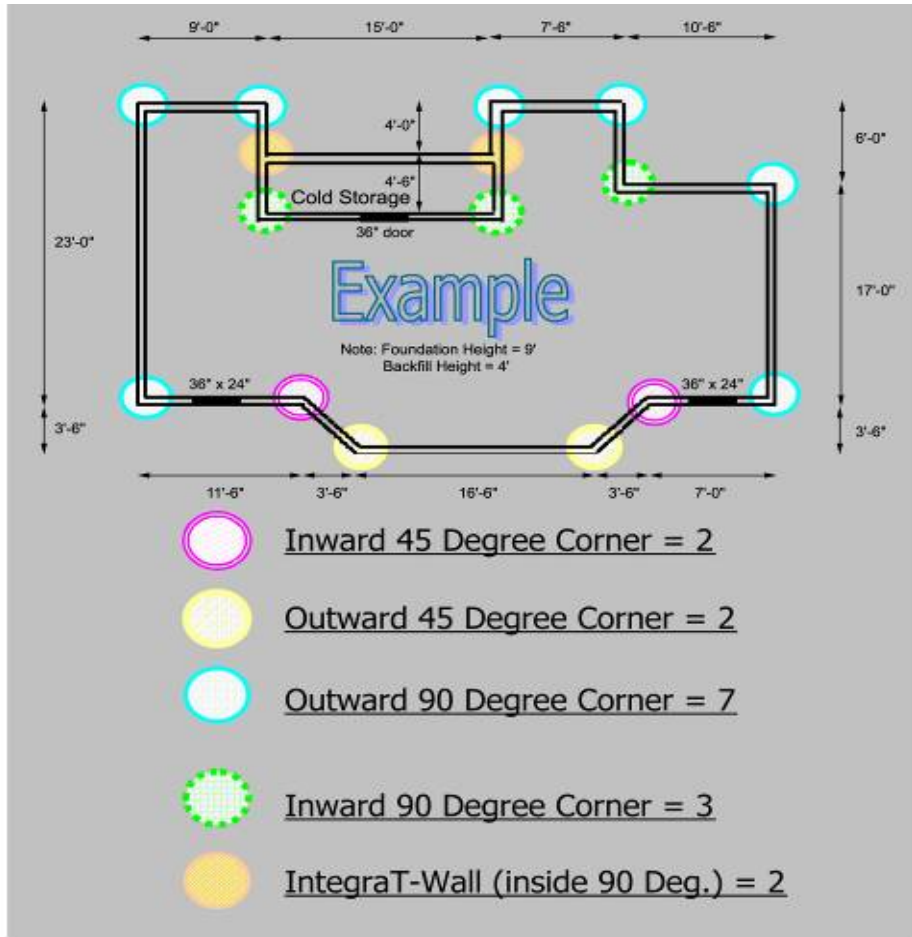 9'-0" 15'-0" 7'-6" 10'-6"
4'-0"
6'-0"
4'-6"
Cold Storage
36" door
23'-0"
17'-0"
Example
Note: Foundation Height = 9'
Backfill Height = 4'
36" x 24" 36" x 24"
3'-6" 3'-6"
11'-6" 3'-6" 16'-6" 3'-6" 7'-0"
Inward 45 Degree Corner = 2
Outward 45 Degree Corner = 2
Outward 90 Degree Corner = 7
Inward 90 Degree Corner = 3
IntegraT-Wall (inside 90 Deg.) = 2